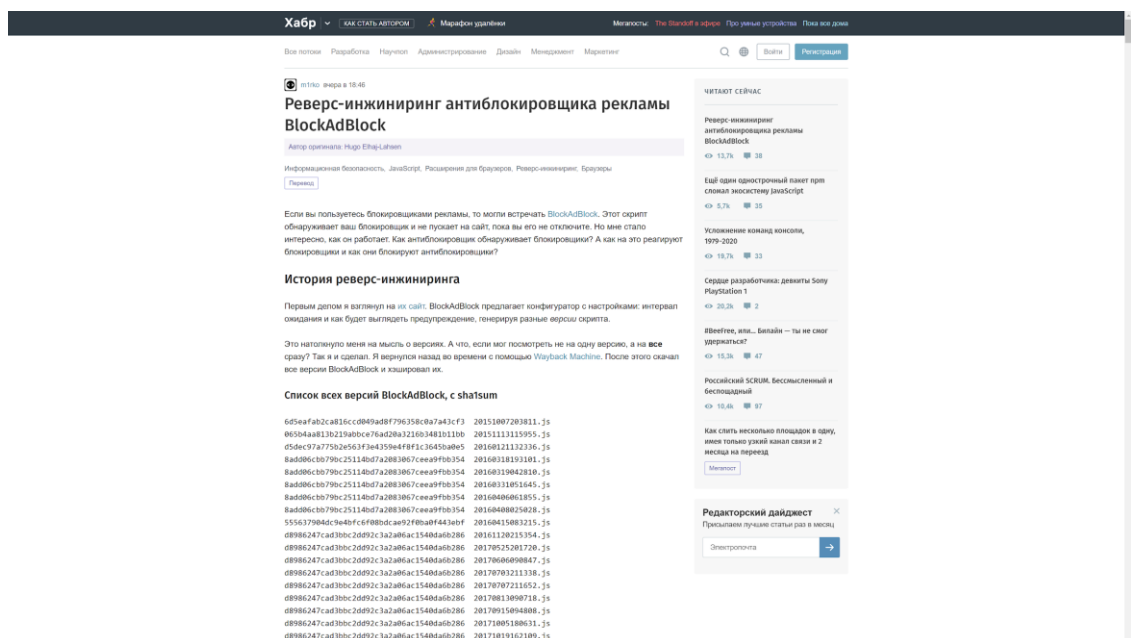 Хабр
КАК СТАТЬ АВТОРОМ
Марафон удалёнки
Мегапосты: The Standoff в эфире Про умные устройства Пока все дома
Все потоки Разработка Научпоп Администрирование Дизайн Менеджмент Маркетинг
Войти
Регистрация
m1rko вчера в 18:46
Реверс-инжиниринг антиблокировщика рекламы
BlockAdBlock
Автор оригинала: Hugo Elhaj-Lahsen
Информационная безопасность, JavaScript, Расширения для браузеров, Реверс-инжиниринг, Браузеры
Перевод
Если вы пользуетесь блокировщиками рекламы, то могли встречать BlockAdBlock. Этот скрипт
обнаруживает ваш блокировщик и не пускает на сайт, пока вы его не отключите. Но мне стало
интересно, как он работает. Как антиблокировщик обнаруживает блокировщики? А как на это реагируют
блокировщики и как они блокируют антиблокировщики?
История реверс-инжиниринга
Первым делом я взглянул на их сайт. BlockAdBlock предлагает конфигуратор с настройками: интервал
ожидания и как будет выглядеть предупреждение, генерируя разные версии скрипта.
Это натолкнуло меня на мысль о версиях. А что, если мог посмотреть не на одну версию, а на все
сразу? Так я и сделал. Я вернулся назад во времени с помощью Wayback Machine. После этого скачал
все версии BlockAdBlock и хэшировал их.
Список всех версий BlockAdBlock, с sha1sum
6d5eafab2ca816ccd049ad8f796358c0a7a43cf3 20151007203811.js
065b4aa813b219abbce76ad20a3216b3481b11bb 20151113115955.js
d5dec97a775b2e563f3e4359e4f8f1c3645ba0e5 20160121132336.js
8add06cbb79bc25114bd7a2083067ceea9fbb354 20160318193101.js
8add06cbb79bc25114bd7a2083067ceea9fbb354 20160319042810.js
8add06cbb79bc25114bd7a2083067ceea9fbb354 20160331051645.js
8add06cbb79bc25114bd7a2083067ceea9fbb354 20160406061855.js
8add06cbb79bc25114bd7a2083067ceea9fbb354 20160408025028.js
555637904dc9e4bfc6f08bdcae92f0ba0f443ebf 20160415083215.js
d8986247cad3bbc2dd92c3a2a06ac1540da6b286 20161120215354.js
d8986247cad3bbc2dd92c3a2a06ac1540da6b286 20170525201720.js
d8986247cad3bbc2dd92c3a2a06ac1540da6b286 20170606090847.js
d8986247cad3bbc2dd92c3a2a06ac1540da6b286 20170703211338.js
d8986247cad3bbc2dd92c3a2a06ac1540da6b286 20170707211652.js
d8986247cad3bbc2dd92c3a2a06ac1540da6b286 20170813090718.js
d8986247cad3bbc2dd92c3a2a06ac1540da6b286 20170915094808.js
d8986247cad3bbc2dd92c3a2a06ac1540da6b286 20171005180631.js
d8986247cad3bbc2dd92c3a2a06ac1540da6b286 20171019162109.js
ЧИТАЮТ СЕЙЧАС
Реверс-инжиниринг
антиблокировщика рекламы
BlockAdBlock
13,7k 38
Ещё один однострочный пакет npm
сломал экосистему JavaScript
5,7k 35
Усложнение команд консоли,
1979-2020
19,7k 33
Сердце разработчика: девкиты Sony
PlayStation 1
20,2k 2
#BeeFree, или... Билайн — ты не смог
удержаться?
15,3k 47
Российский SCRUM. Бессмысленный и
беспощадный
10,4k 97
Как слить несколько площадок в одну,
имея только узкий канал связи и 2
месяца на переезд
Мегапост
Редакторский дайджест
Присылаем лучшие статьи раз в месяц
Электропочта